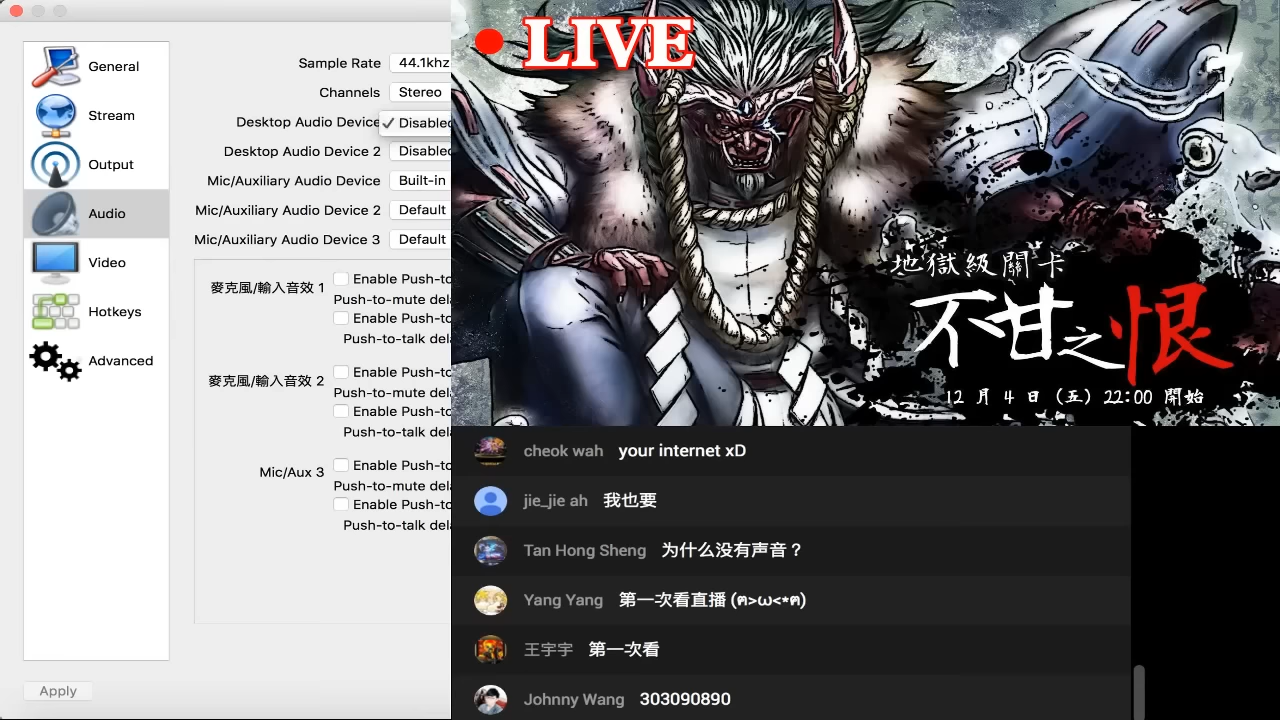 General
Stream
Output
Audio
Video
Hotkeys
Advanced
Apply
Sample Rate 44.1khz
Channels Stereo
Desktop Audio Device ✓ Disabled
Desktop Audio Device 2 Disabled
Mic/Auxiliary Audio Device Built-in
Mic/Auxiliary Audio Device 2 Default
Mic/Auxiliary Audio Device 3 Default
麥克風/輸入音效 1
Enable Push-to
Push-to-mute dela
Enable Push-to
Push-to-talk dela
麥克風/輸入音效 2
Enable Push-to
Push-to-mute dela
Enable Push-to
Push-to-talk dela
Mic/Aux 3
Enable Push-to
Push-to-mute dela
Enable Push-to
Push-to-talk dela
LIVE
地獄級關卡
不甘之恨
12 月 4 日 (五) 22:00 開始
cheok wah your internet xD
jie_jie ah 我也要
Tan Hong Sheng 为什么没有声音？
Yang Yang 第一次看直播 (ฅ>ω<*ฅ)
王宇宇 第一次看
Johnny Wang 303090890